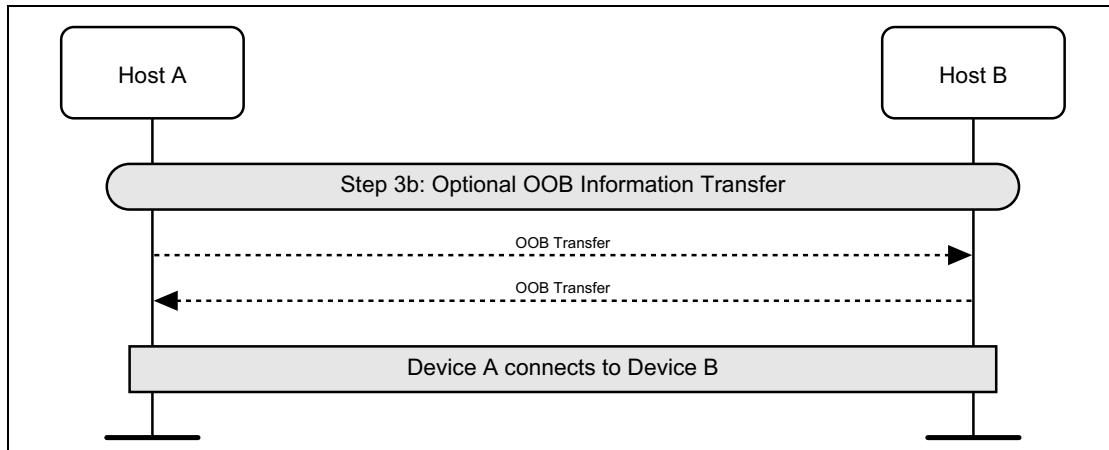 Host A
Host B
Step 3b: Optional OOB Information Transfer
OOB Transfer
OOB Transfer
Device A connects to Device B